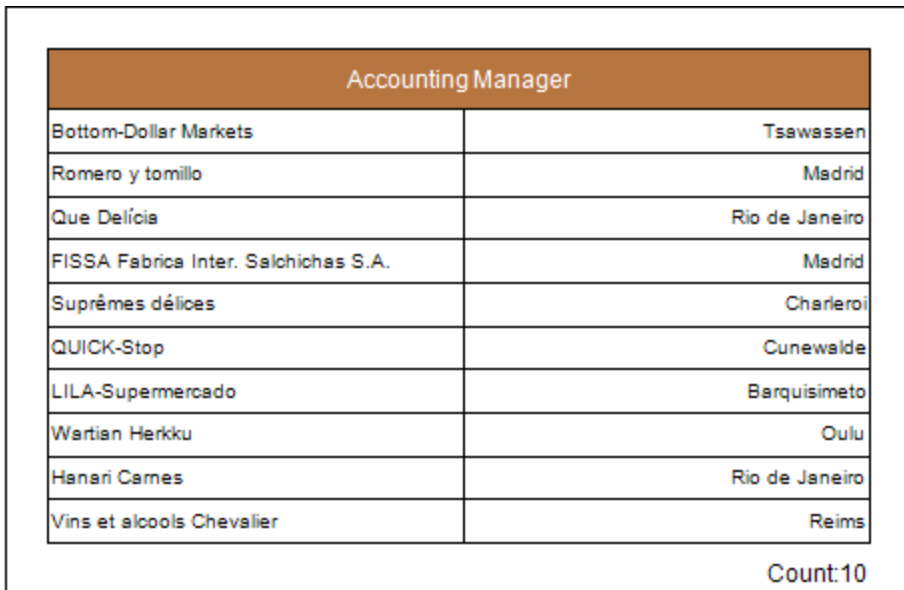 Accounting Manager
Bottom-Dollar Markets Tsawassen
Romero y tomillo Madrid
Que Delícia Rio de Janeiro
FISSA Fabrica Inter. Salchichas S.A. Madrid
Suprêmes délices Charleroi
QUICK-Stop Cunewalde
LILA-Supermercado Barquisimeto
Wartian Herkku Oulu
Hanari Carnes Rio de Janeiro
Vins et alcools Chevalier Reims
Count:10